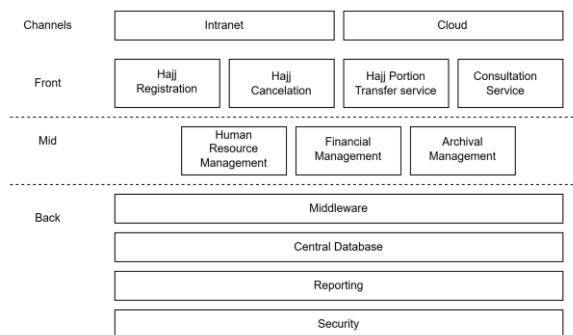 Channels
Intranet
Cloud
Front
Hajj
Registration
Hajj
Cancelation
Hajj Portion
Transfer service
Consultation
Service
Mid
Human
Resource
Management
Financial
Management
Archival
Management
Back
Middleware
Central Database
Reporting
Security